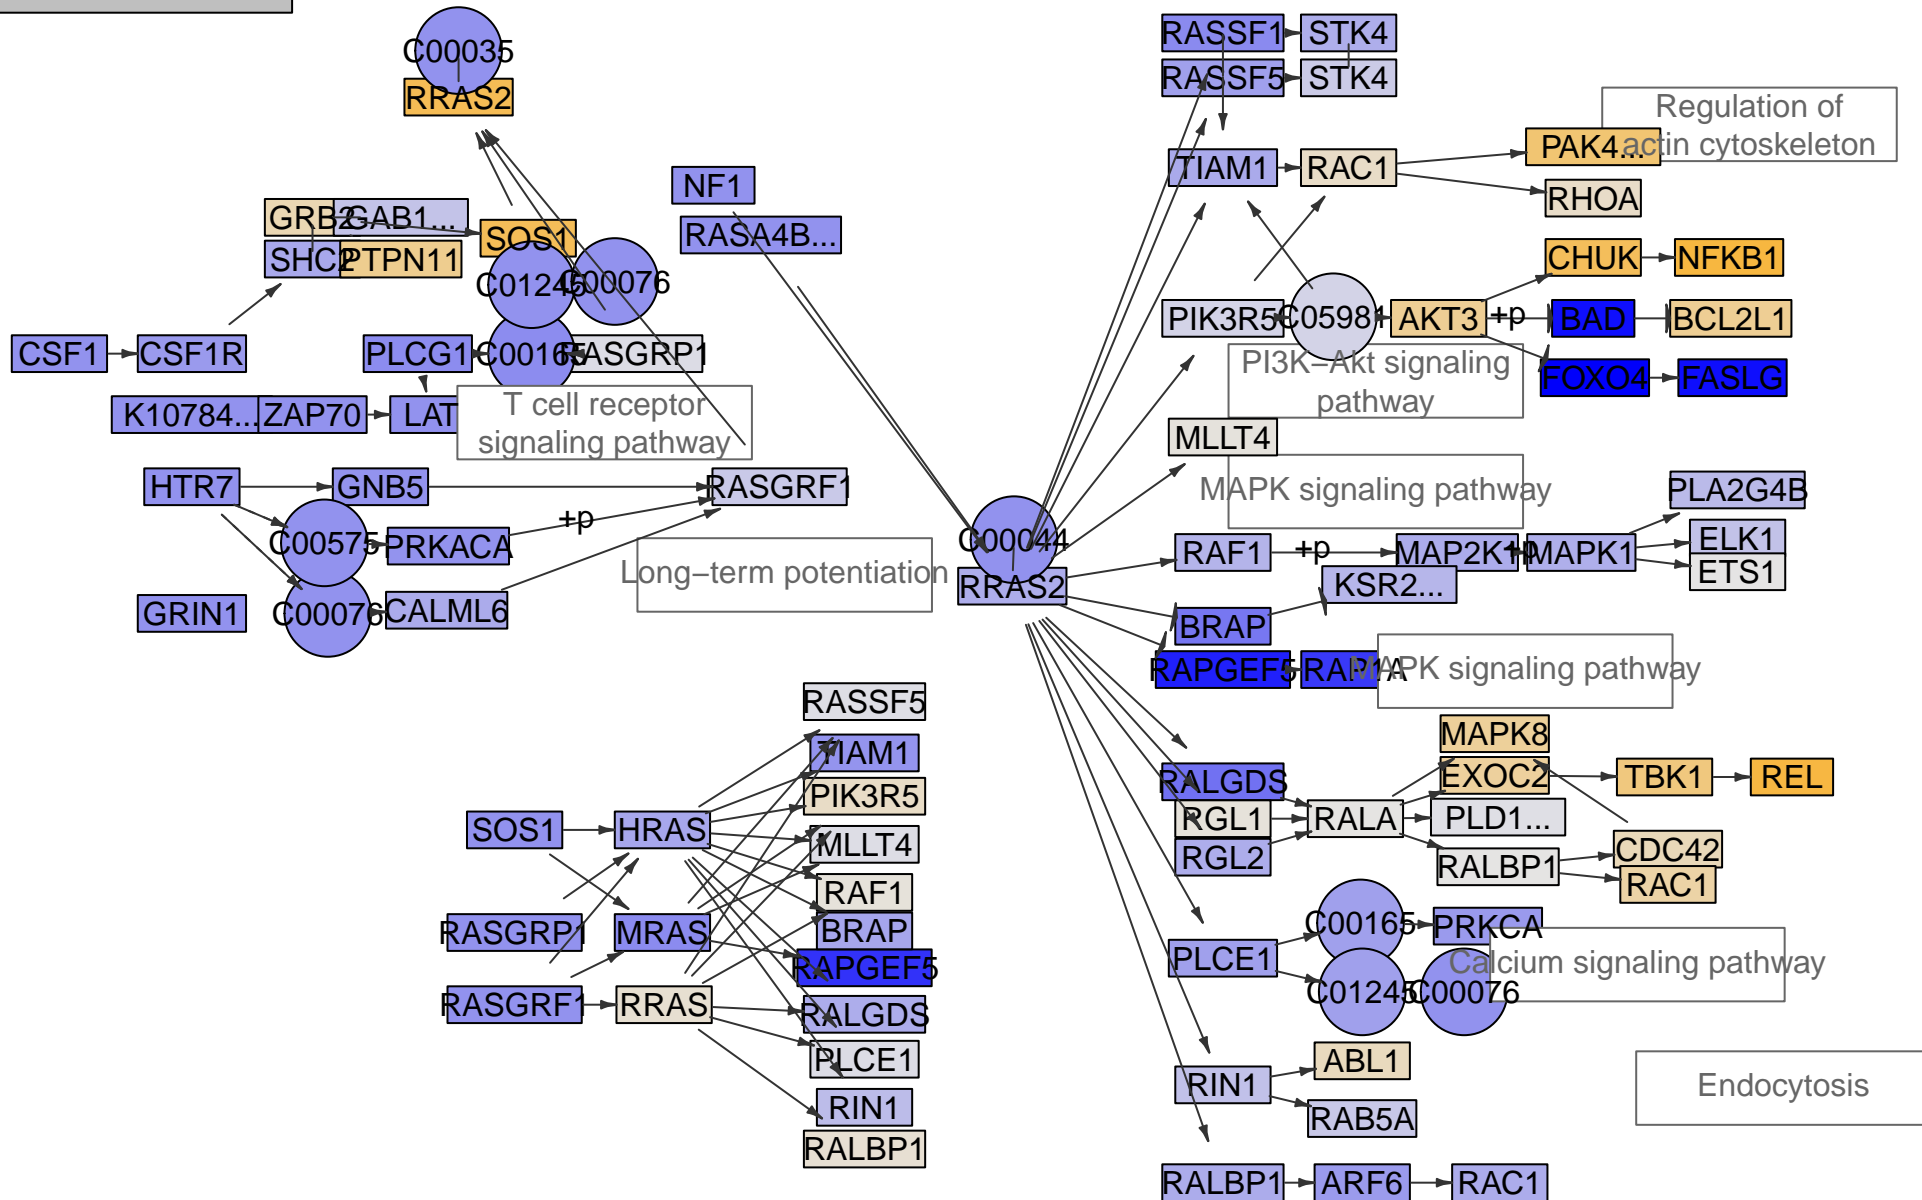 C00035
RRAS2
RASSF1
STK4
RASSF5
STK4
Regulation of
actin cytoskeleton
PAK4...
TIAM1
RAC1
RHOA
NF1
RASA4B...
GRB2
GAB1...
SOS1
SHC2
PTPN11
C01245
C00076
CHUK
NFKB1
PIK3R5
C05981
AKT3
+p
BAD
BCL2L1
CSF1
CSF1R
PLCG1
C00165
RASGRP1
PI3K–Akt signaling
pathway
FOXO4
FASLG
K10784...
ZAP70
LAT
T cell receptor
signaling pathway
MLLT4
HTR7
GNB5
RASGRF1
MAPK signaling pathway
PLA2G4B
+p
C00575
PRKACA
C00044
RRAS2
RAF1
+p
MAP2K1
+p
MAPK1
ELK1
ETS1
Long–term potentiation
KSR2...
GRIN1
C00076
CALML6
BRAP
RAPGEF5
RAP1A
MAPK signaling pathway
RASSF5
TIAM1
PIK3R5
MLLT4
RAF1
BRAP
RAPGEF5
RALGDS
PLCE1
RIN1
RALBP1
SOS1
HRAS
RASGRP1
MRAS
RASGRF1
RRAS
MAPK8
EXOC2
TBK1
REL
RALGDS
RGL1
RGL2
RALA
PLD1...
RALBP1
CDC42
RAC1
C00165
PRKCA
PLCE1
Calcium signaling pathway
C01245
C00076
ABL1
RIN1
RAB5A
Endocytosis
RALBP1
ARF6
RAC1